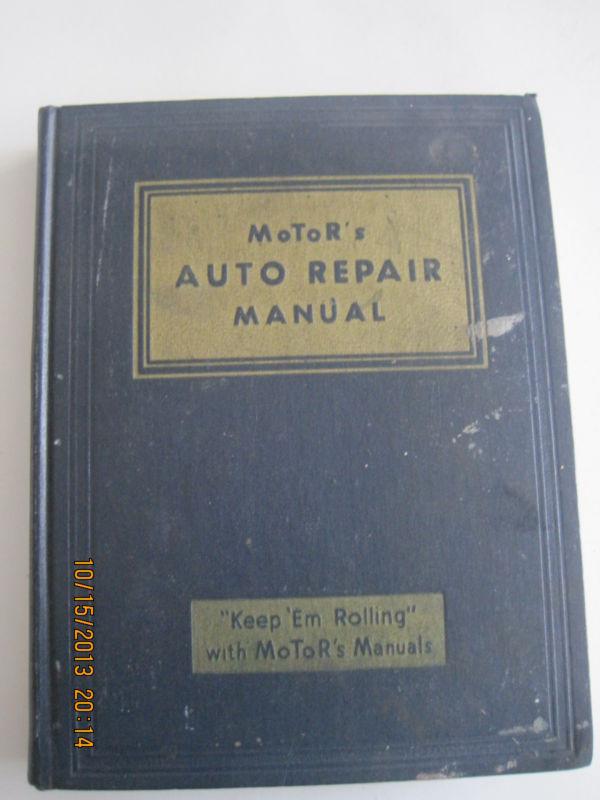 MoToR's
AUTO REPAIR
MANUAL
"Keep 'Em Rolling"
with MoToR's Manuals
10/15/2013 20:14